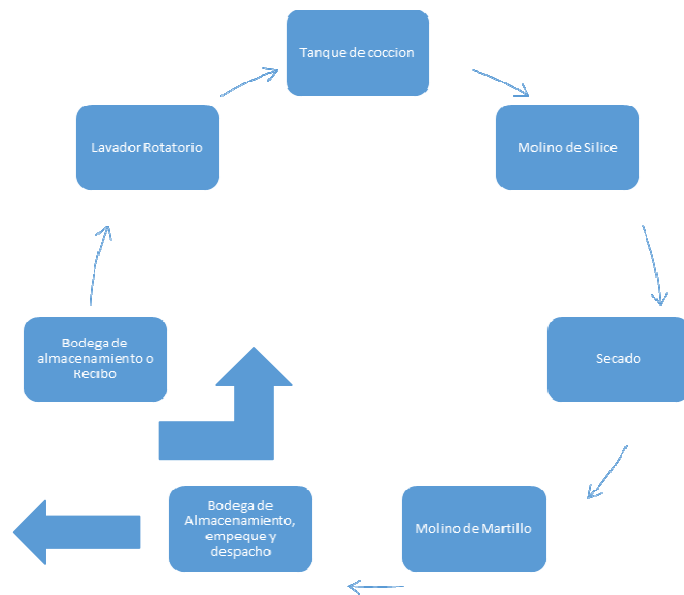 Tanque de coccion
Lavador Rotatorio
Molino de Silice
Bodega de
almacenamiento o
Recibo
Secado
Bodega de
Almacenamiento,
empeque y
despacho
Molino de Martillo